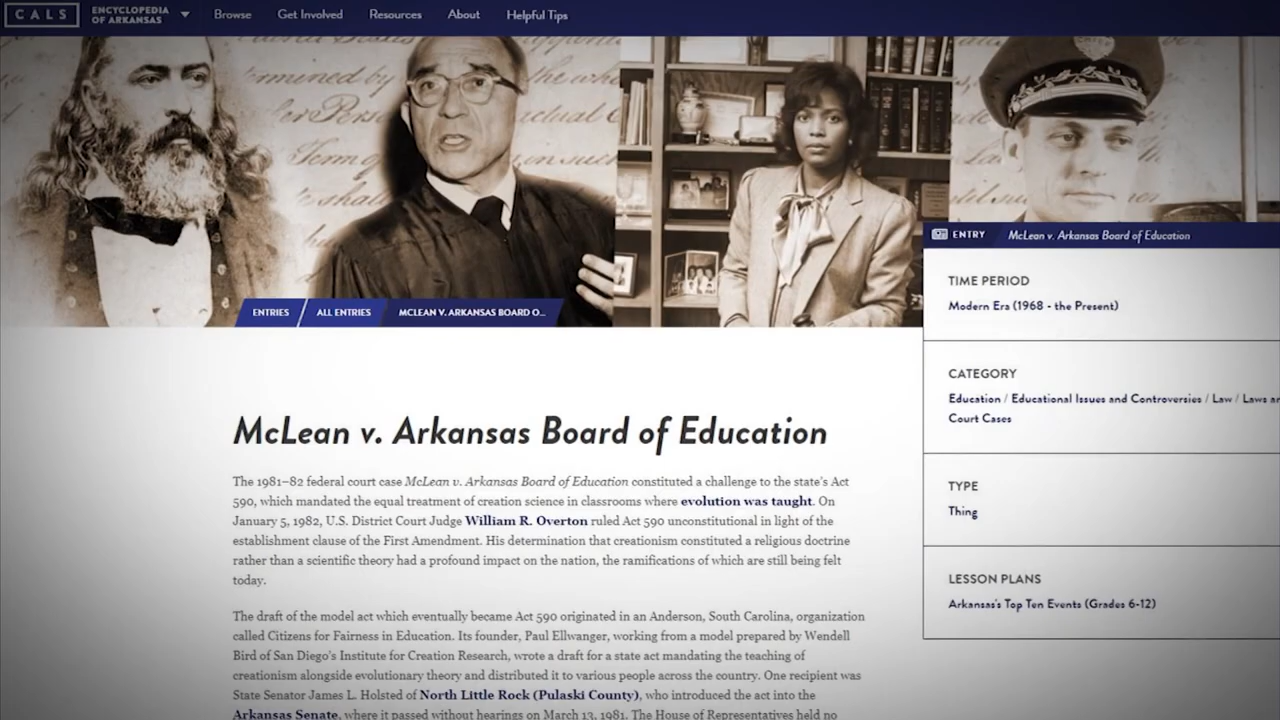 CALS
ENCYCLOPEDIA
OF ARKANSAS
Browse
Get Involved
Resources
About
Helpful Tips
ENTRY
McLean v. Arkansas Board of Education
TIME PERIOD
Modern Era (1968 - the Present)
CATEGORY
Education / Educational Issues and Controversies / Law / Laws
Court Cases
TYPE
Thing
LESSON PLANS
Arkansas's Top Ten Events (Grades 6-12)
ENTRIES
ALL ENTRIES
MCLEAN V. ARKANSAS BOARD O...
McLean v. Arkansas Board of Education
The 1981–82 federal court case McLean v. Arkansas Board of Education constituted a challenge to the state's Act
590, which mandated the equal treatment of creation science in classrooms where evolution was taught. On
January 5, 1982, U.S. District Court Judge William R. Overton ruled Act 590 unconstitutional in light of the
establishment clause of the First Amendment. His determination that creationism constituted a religious doctrine
rather than a scientific theory had a profound impact on the nation, the ramifications of which are still being felt
today.
The draft of the model act which eventually became Act 590 originated in an Anderson, South Carolina, organization
called Citizens for Fairness in Education. Its founder, Paul Ellwanger, working from a model prepared by Wendell
Bird of San Diego's Institute for Creation Research, wrote a draft for a state act mandating the teaching of
creationism alongside evolutionary theory and distributed it to various people across the country. One recipient was
State Senator James L. Holsted of North Little Rock (Pulaski County), who introduced the act into the
Arkansas Senate, where it passed without hearings on March 13, 1981. The House of Representatives held no